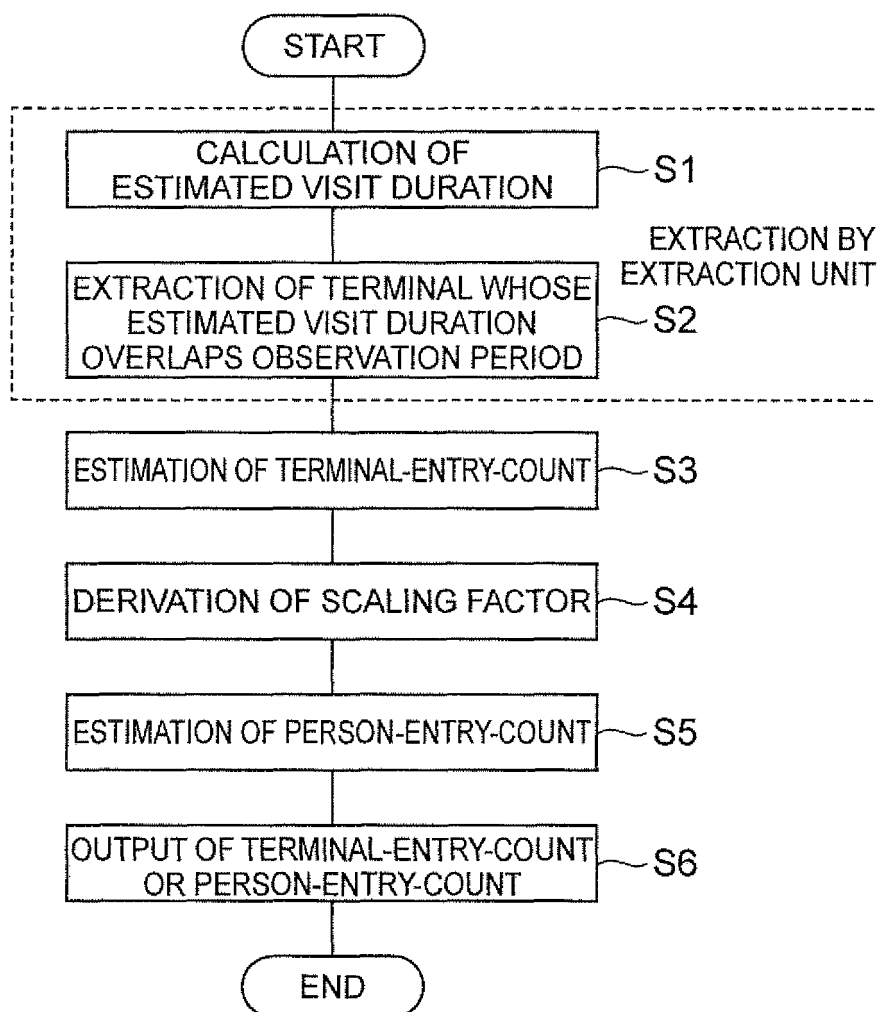 START
CALCULATION OF
ESTIMATED VISIT DURATION
S1
EXTRACTION BY
EXTRACTION UNIT
EXTRACTION OF TERMINAL WHOSE
ESTIMATED VISIT DURATION
OVERLAPS OBSERVATION PERIOD
S2
ESTIMATION OF TERMINAL-ENTRY-COUNT
S3
DERIVATION OF SCALING FACTOR
S4
ESTIMATION OF PERSON-ENTRY-COUNT
S5
OUTPUT OF TERMINAL-ENTRY-COUNT
OR PERSON-ENTRY-COUNT
S6
END